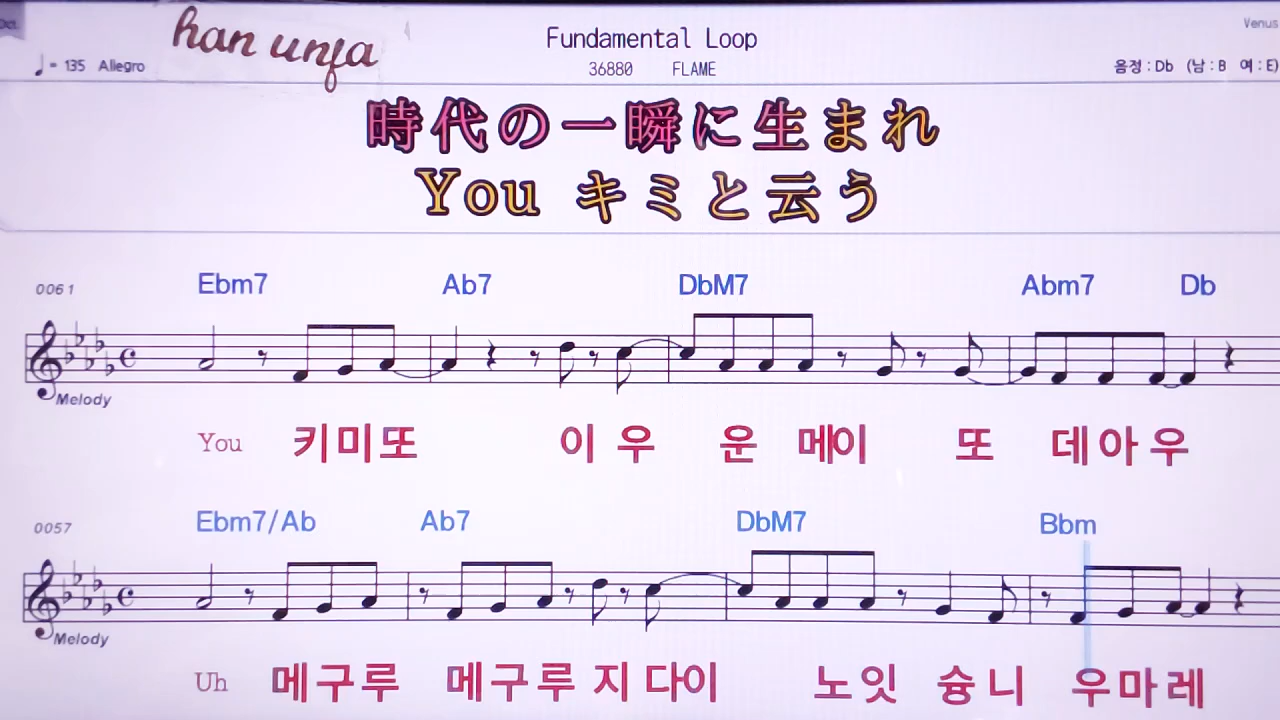 han unfa
Fundamental Loop
Venus
♩= 135 Allegro
36880 FLAME
음정 : Db (남 : B 여 : E)
時代の一瞬に生まれ
You キミと云う
0061 Ebm7 Ab7 DbM7 Abm7 Db
Melody
You 키미또 이우 운 메이 또 데아우
0057 Ebm7/Ab Ab7 DbM7 Bbm
Melody
Uh 메구루 메구루 지다이 노잇 슝니 우마레